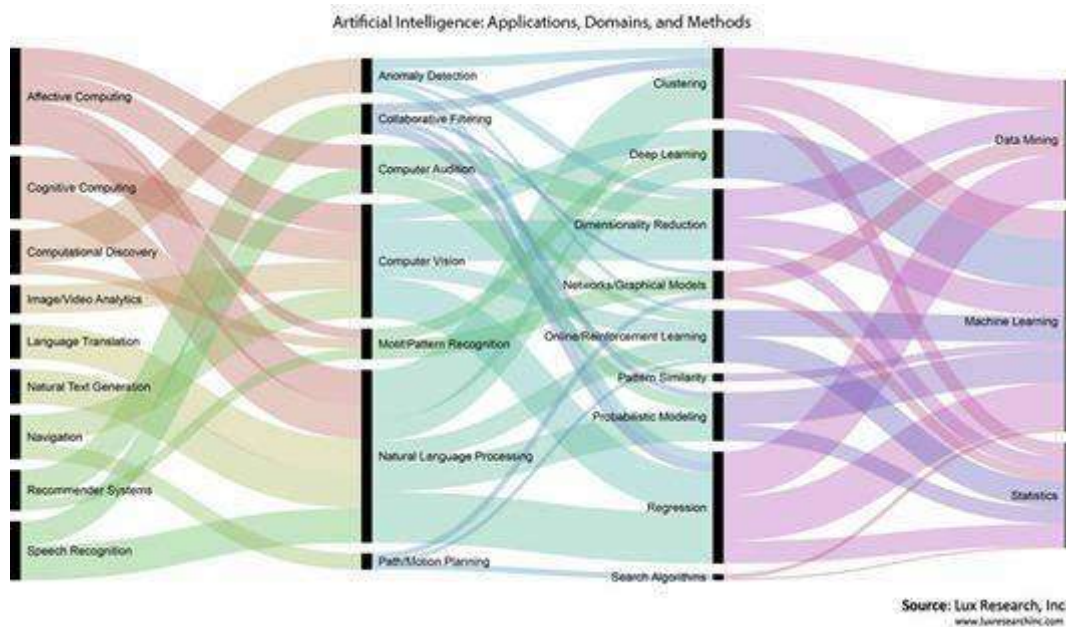 Artificial Intelligence: Applications, Domains, and Methods
Affective Computing
Cognitive Computing
Computational Discovery
Image/Video Analytics
Language Translation
Natural Text Generation
Navigation
Recommender Systems
Speech Recognition
Anomaly Detection
Collaborative Filtering
Computer Audition
Computer Vision
Most/Pattern Recognition
Natural Language Processing
Path/Motion Planning
Clustering
Deep Learning
Dimensionality Reduction
Networks/Graphical Models
Online/Reinforcement Learning
Pattern Similarity
Probabilistic Modeling
Regression
Search Algorithms
Data Mining
Machine Learning
Statistics
Source: Lux Research, Inc
www.luxresearchinc.com